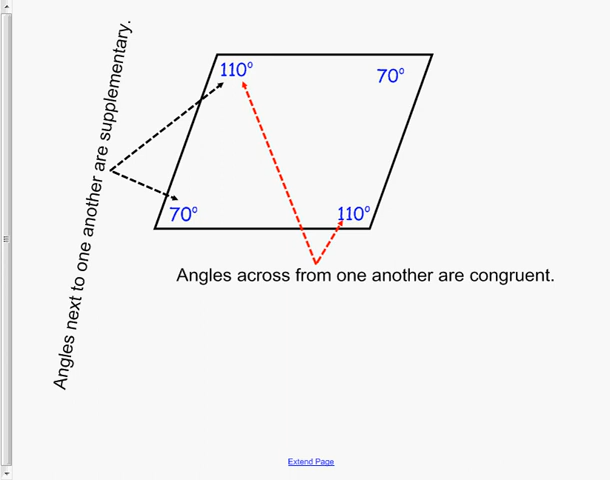 Angles next to one another are supplementary.
110°
70°
70°
110°
Angles across from one another are congruent.
Extend Page